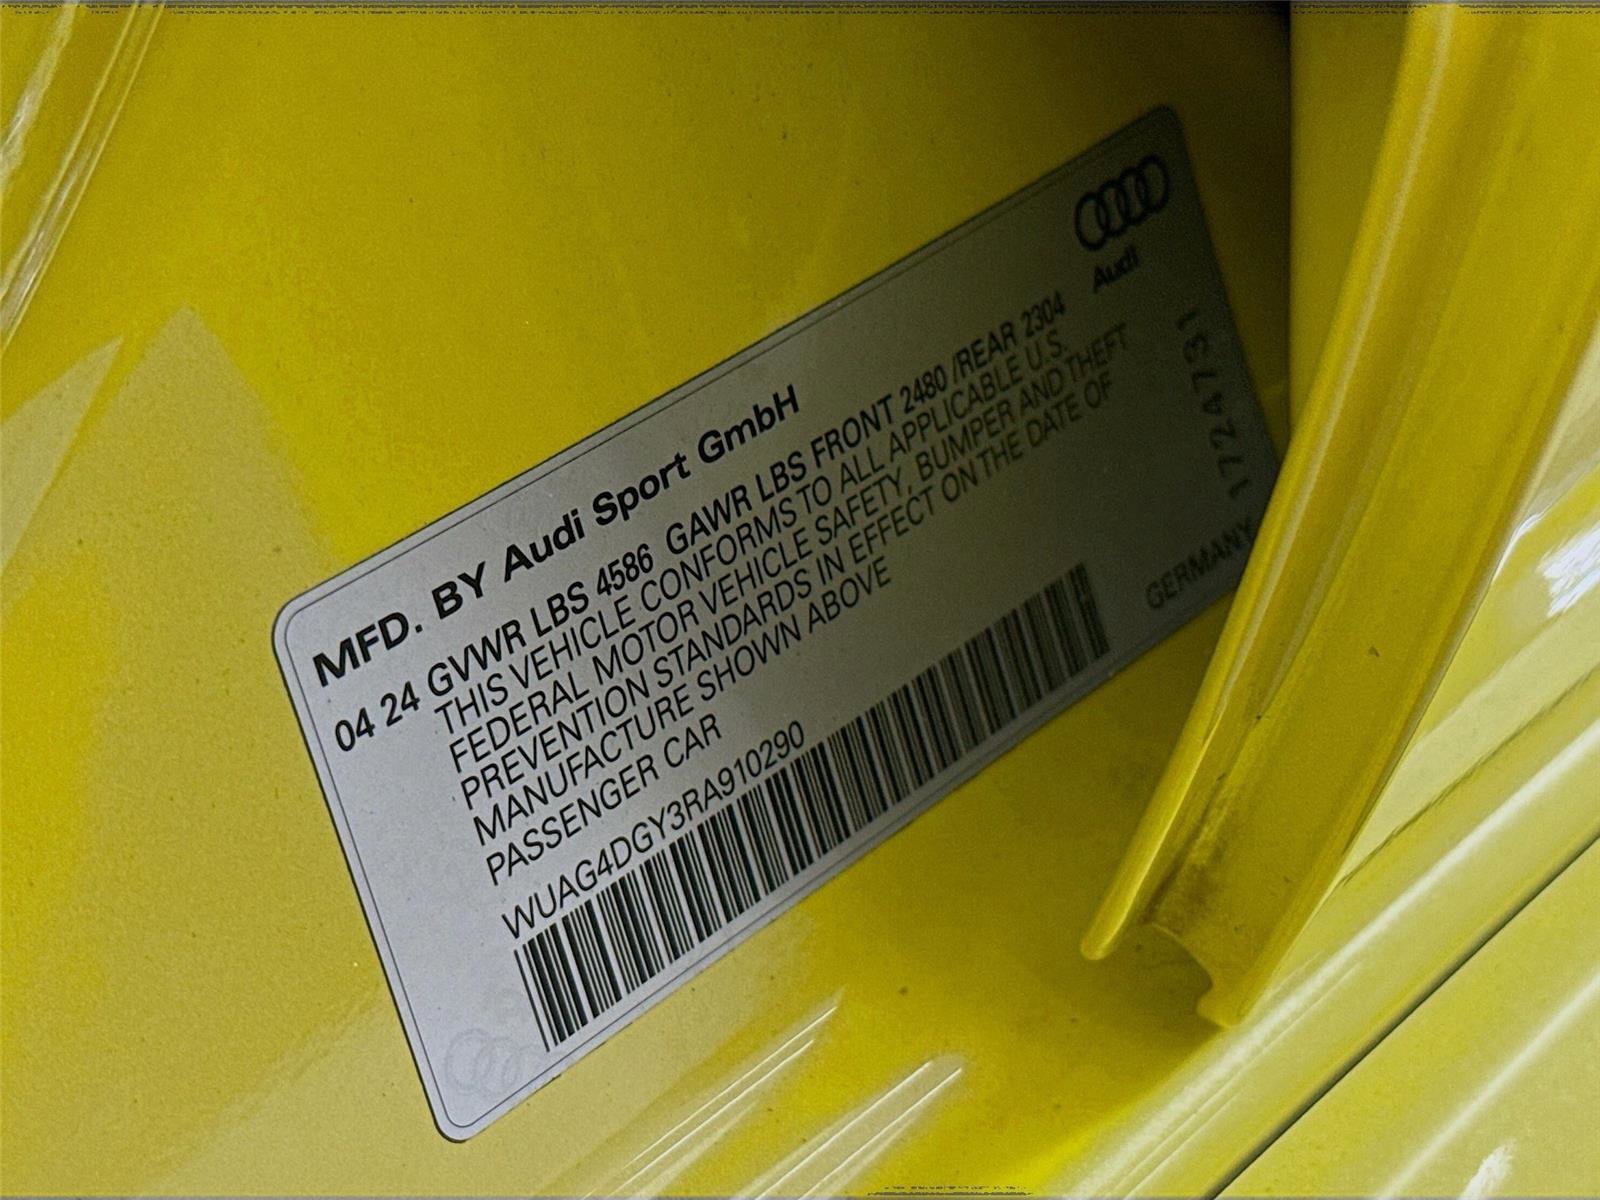 Audi
MFD. BY Audi Sport GmbH
04 24 GVWR LBS 4586 GAWR LBS FRONT 2480 /REAR 2304
THIS VEHICLE CONFORMS TO ALL APPLICABLE U.S.
FEDERAL MOTOR VEHICLE SAFETY, BUMPER AND THEFT
PREVENTION STANDARDS IN EFFECT ON THE DATE OF
MANUFACTURE SHOWN ABOVE
PASSENGER CAR
WUAG4DGY3RA910290
GERMANY
1724731